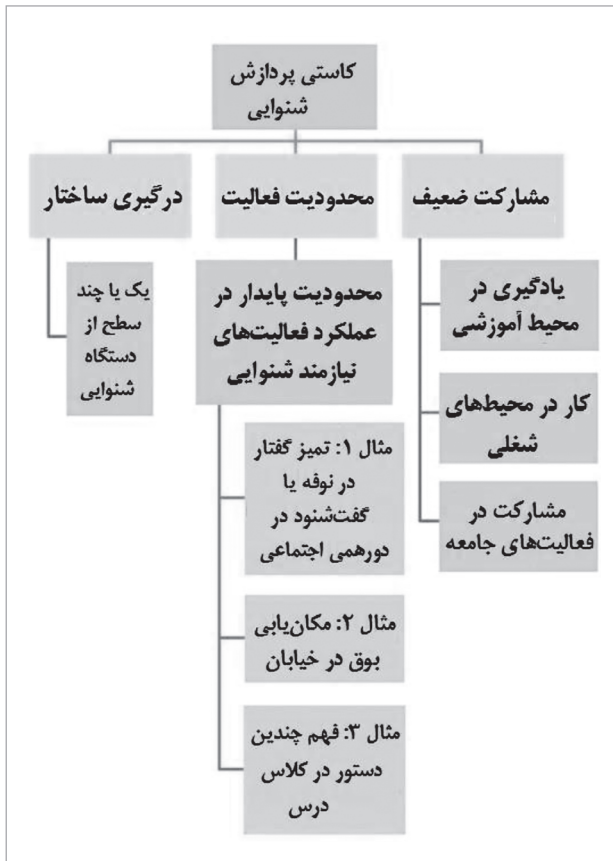 کاستی پردازش
شنوایی
مشارکت ضعیف
محدودیت فعالیت
درگیری ساختار
یادگیری در
محیط آموزشی
کار در محیط‌های
شغلی
مشارکت در
فعالیت‌های جامعه
محدودیت پایدار در
عملکرد فعالیت‌های
نیازمند شنوایی
مثال ۱: تمیز گفتار
در نوفه یا
گفت‌شنود در
دورهمی اجتماعی
مثال ۲: مکان‌یابی
بوق در خیابان
مثال ۳: فهم چندین
دستور در کلاس
درس
یک یا چند
سطح از
دستگاه
شنوایی